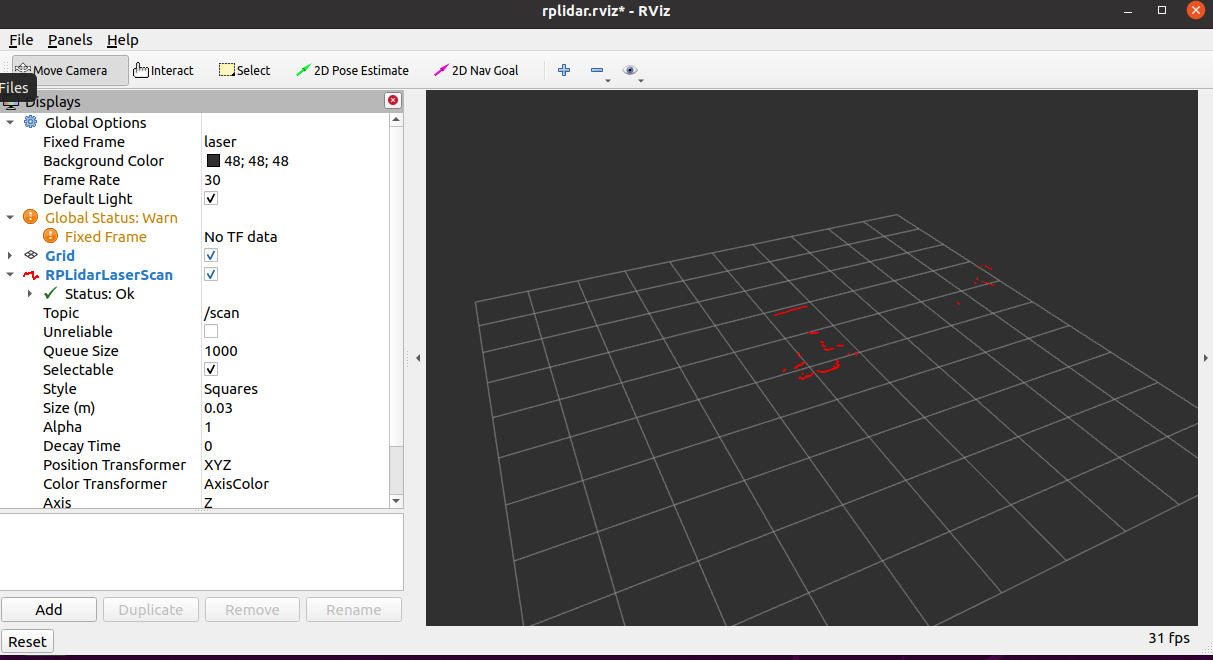 rplidar.rviz* - RViz
File Panels Help
Move Camera Interact Select 2D Pose Estimate 2D Nav Goal
Files
Displays
Global Options
Fixed Frame laser
Background Color 48; 48; 48
Frame Rate 30
Default Light
Global Status: Warn
Fixed Frame No TF data
Grid
RPLidarLaserScan
Status: Ok
Topic /scan
Unreliable
Queue Size 1000
Selectable
Style Squares
Size (m) 0.03
Alpha 1
Decay Time 0
Position Transformer XYZ
Color Transformer AxisColor
Axis Z
Add Duplicate Remove Rename
Reset
31 fps